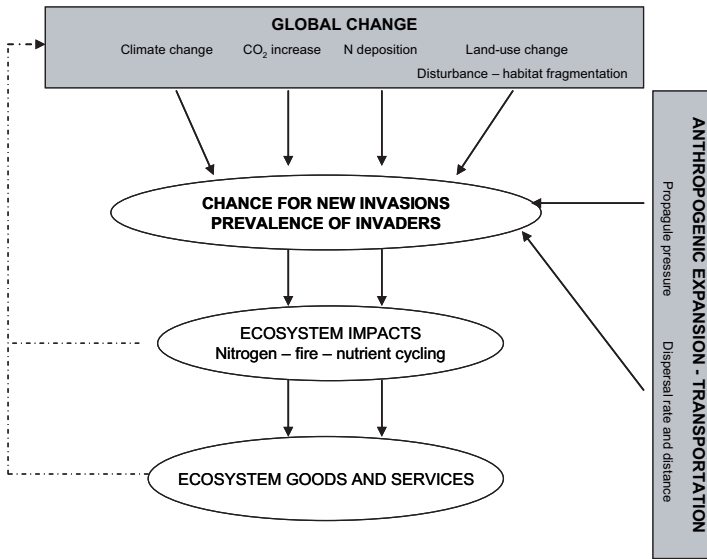 GLOBAL CHANGE
Climate change CO₂ increase N deposition Land-use change
Disturbance – habitat fragmentation
CHANCE FOR NEW INVASIONS
PREVALENCE OF INVADERS
ECOSYSTEM IMPACTS
Nitrogen – fire – nutrient cycling
ECOSYSTEM GOODS AND SERVICES
ANTHROPOGENIC EXPANSION - TRANSPORTATION
Propagule pressure Dispersal rate and distance